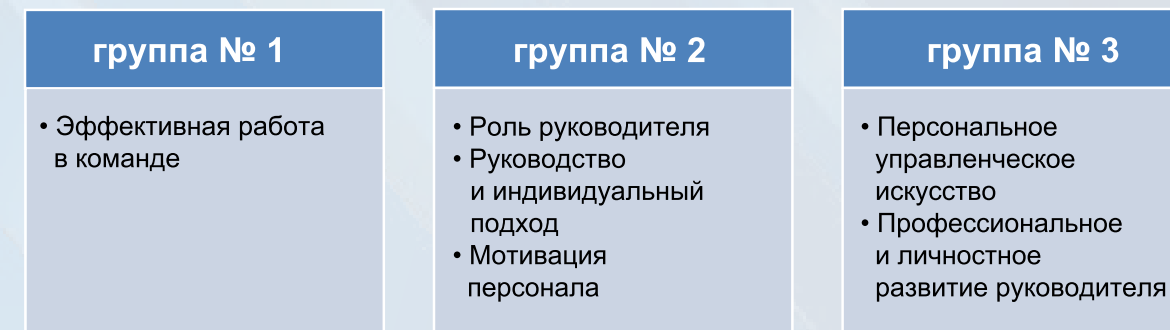 группа № 1
• Эффективная работа
в команде
группа № 2
• Роль руководителя
• Руководство
и индивидуальный
подход
• Мотивация
персонала
группа № 3
• Персональное
управленческое
искусство
• Профессиональное
и личностное
развитие руководителя